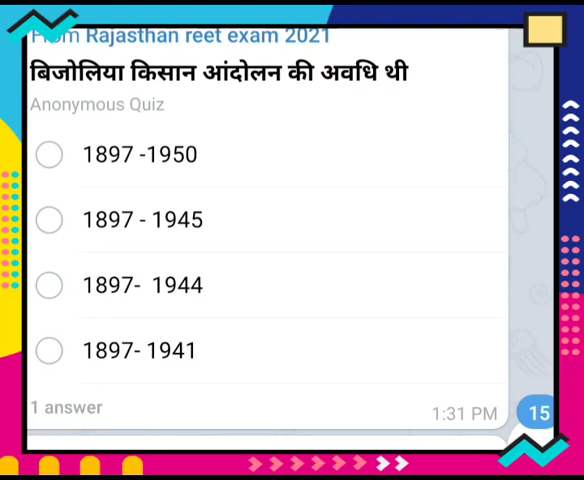 From Rajasthan reet exam 2021
बिजोलिया किसान आंदोलन की अवधि थी
Anonymous Quiz
1897 -1950
1897 - 1945
1897-  1944
1897- 1941
1 answer
1:31 PM
15